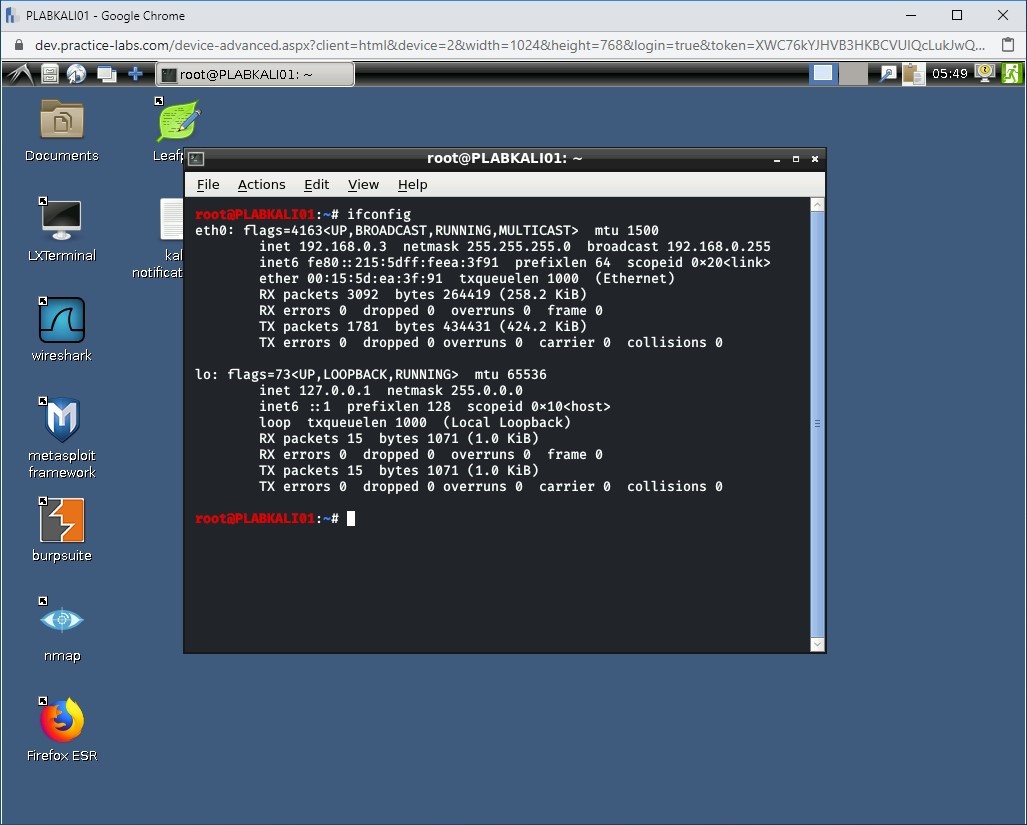 PLABKALI01 - Google Chrome
dev.practice-labs.com/device-advanced.aspx?client=html&device=2&width=1024&height=768&login=true&token=XWC76kYJHVB3HKBCVUIQcLukJwQ...
root@PLABKALI01: ~
05:49
Documents
Leafp
LXTerminal
kal
notificat
wireshark
metasploit
framework
burpsuite
nmap
Firefox ESR
root@PLABKALI01: ~
File Actions Edit View Help
root@PLABKALI01:~# ifconfig
eth0: flags=4163<UP,BROADCAST,RUNNING,MULTICAST>  mtu 1500
        inet 192.168.0.3  netmask 255.255.255.0  broadcast 192.168.0.255
        inet6 fe80::215:5dff:feea:3f91  prefixlen 64  scopeid 0×20<link>
        ether 00:15:5d:ea:3f:91  txqueuelen 1000  (Ethernet)
        RX packets 3092  bytes 264419 (258.2 KiB)
        RX errors 0  dropped 0  overruns 0  frame 0
        TX packets 1781  bytes 434431 (424.2 KiB)
        TX errors 0  dropped 0 overruns 0  carrier 0  collisions 0
lo: flags=73<UP,LOOPBACK,RUNNING>  mtu 65536
        inet 127.0.0.1  netmask 255.0.0.0
        inet6 ::1  prefixlen 128  scopeid 0×10<host>
        loop  txqueuelen 1000  (Local Loopback)
        RX packets 15  bytes 1071 (1.0 KiB)
        RX errors 0  dropped 0  overruns 0  frame 0
        TX packets 15  bytes 1071 (1.0 KiB)
        TX errors 0  dropped 0 overruns 0  carrier 0  collisions 0
root@PLABKALI01:~#